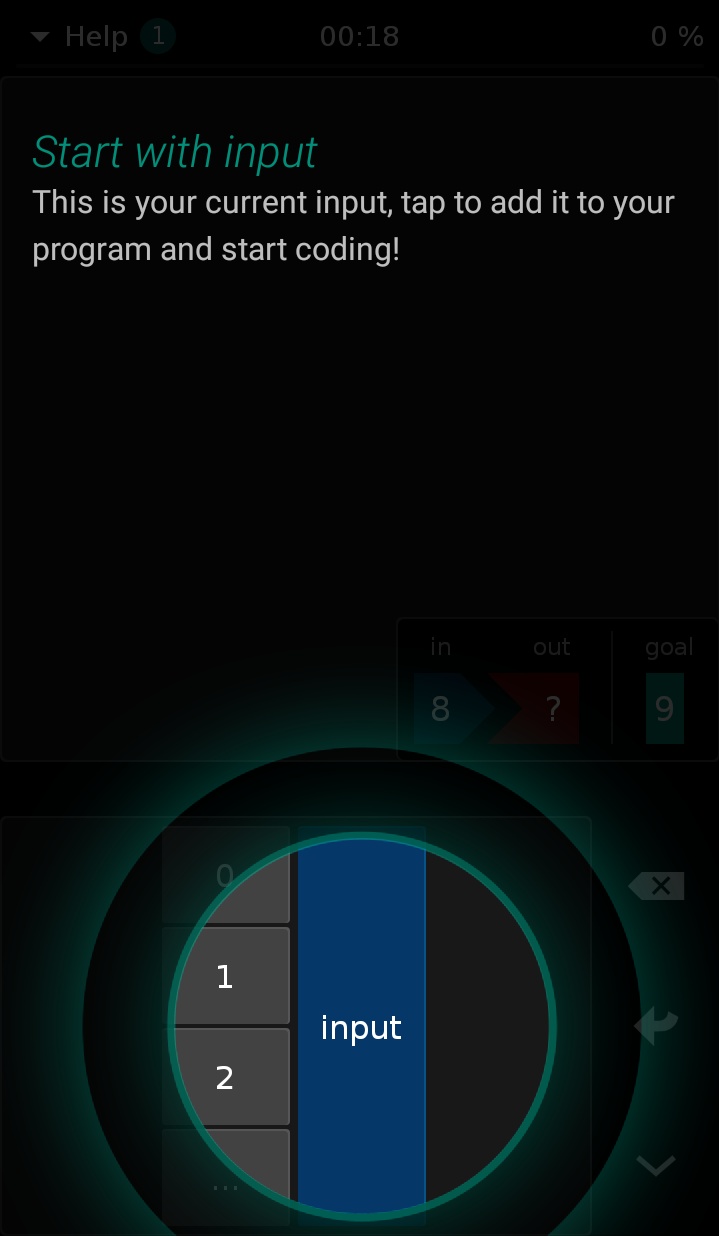 Help 1 00:18 0 %
Start with input
This is your current input, tap to add it to your
program and start coding!
in out goal
8 ? 9
0
1
input
2
...